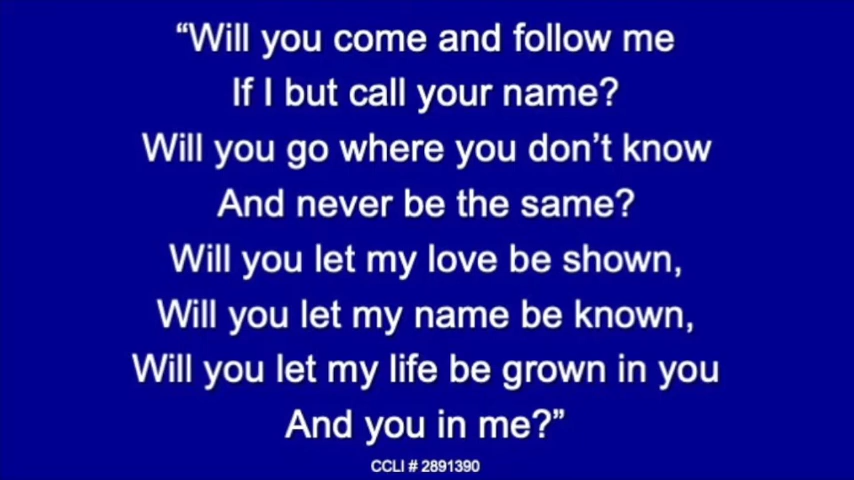 “Will you come and follow me
If I but call your name?
Will you go where you don’t know
And never be the same?
Will you let my love be shown,
Will you let my name be known,
Will you let my life be grown in you
And you in me?”
CCLI # 2891390